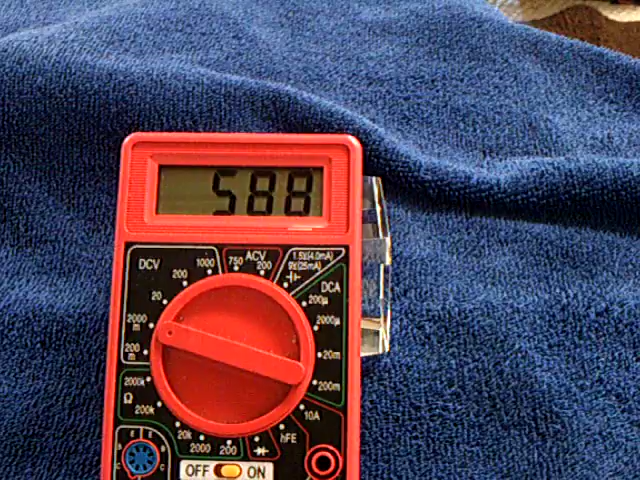 588
DCV
200
1000
750
ACV
200
1.5V(4.0mA)
9V(25mA)
DCA
20
200µ
2000
m
2000µ
200
m
20m
2000k
200m
Ω
200k
10A
20k
2000
200
hFE
E
E
B
C
C
OFF
ON